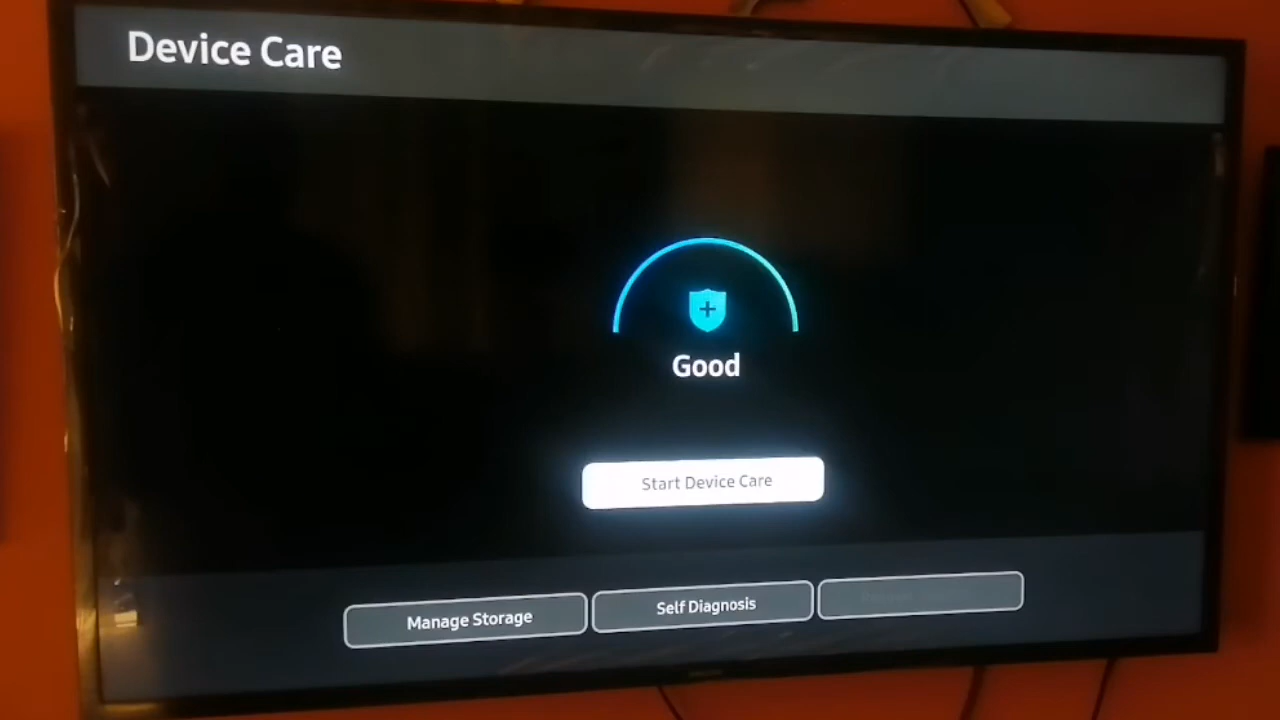 Device Care
Good
Start Device Care
Manage Storage
Self Diagnosis